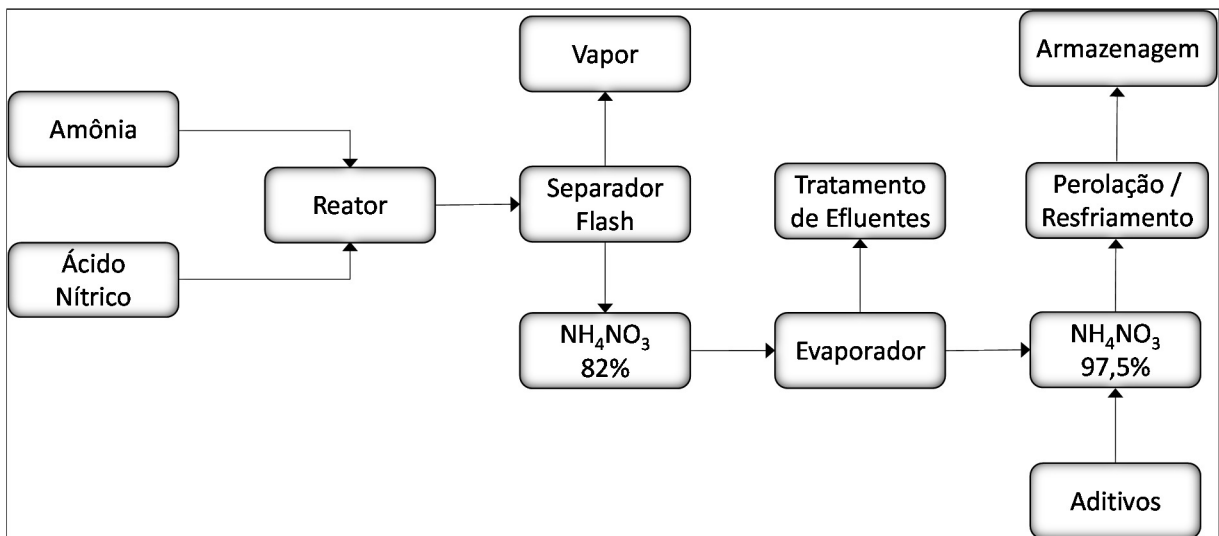 Vapor
Armazenagem
Amônia
Reator
Separador
Flash
Tratamento
de Efluentes
Perolação /
Resfriamento
Ácido
Nítrico
NH₄NO₃
82%
Evaporador
NH₄NO₃
97,5%
Aditivos